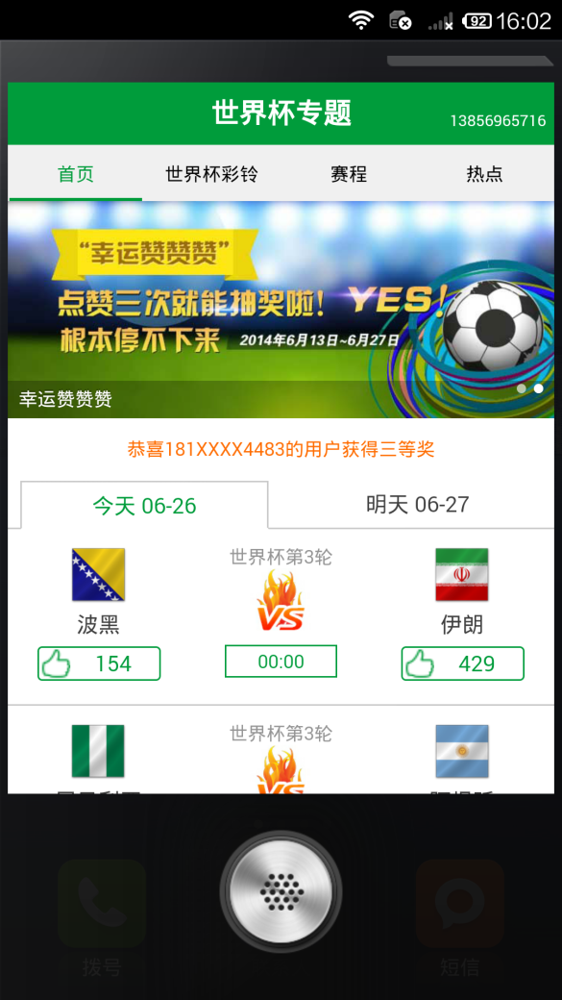 92 16:02
世界杯专题
13856965716
首页 世界杯彩铃 赛程 热点
“幸运赞赞赞”
点赞三次就能抽奖啦！ YES!
根本停不下来 2014年6月13日~6月27日
幸运赞赞赞
恭喜181XXXX4483的用户获得三等奖
今天 06-26 明天 06-27
世界杯第3轮
VS
波黑 伊朗
154 00:00 429
世界杯第3轮
VS
拨号 短信